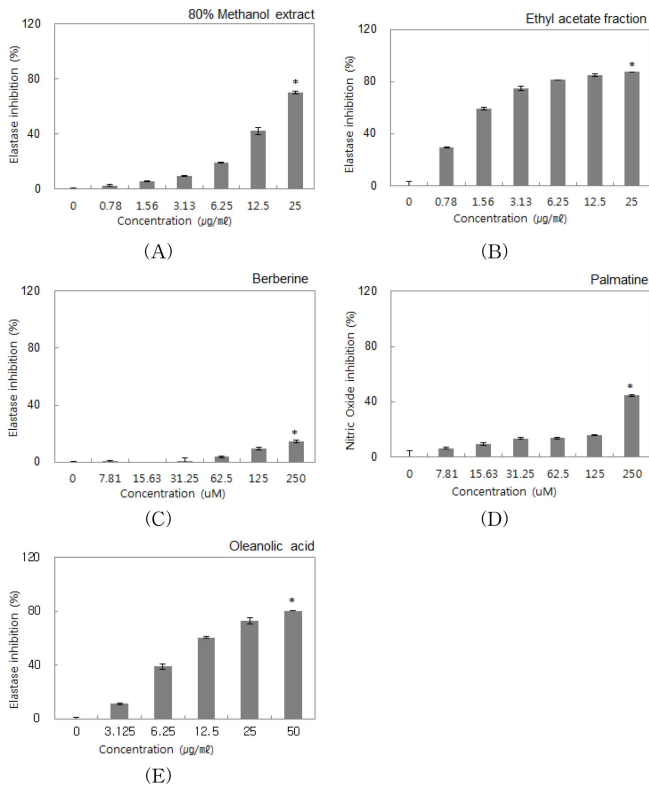 80% Methanol extract
Elastase inhibition (%)
120
80
40
0
0 0.78 1.56 3.13 6.25 12.5 25
*
Concentration (μg/㎖)
(A)
Ethyl acetate fraction
Elastase inhibition (%)
120
80
40
0
0 0.78 1.56 3.13 6.25 12.5 25
*
Concentration (μg/㎖)
(B)
Berberine
Elastase inhibition (%)
120
80
40
0
0 7.81 15.63 31.25 62.5 125 250
*
Concentration (uM)
(C)
Palmatine
Nitric Oxide inhibition (%)
120
80
40
0
0 7.81 15.63 31.25 62.5 125 250
*
Concentration (uM)
(D)
Oleanolic acid
Elastase inhibition (%)
120
80
40
0
0 3.125 6.25 12.5 25 50
*
Concentration (μg/㎖)
(E)